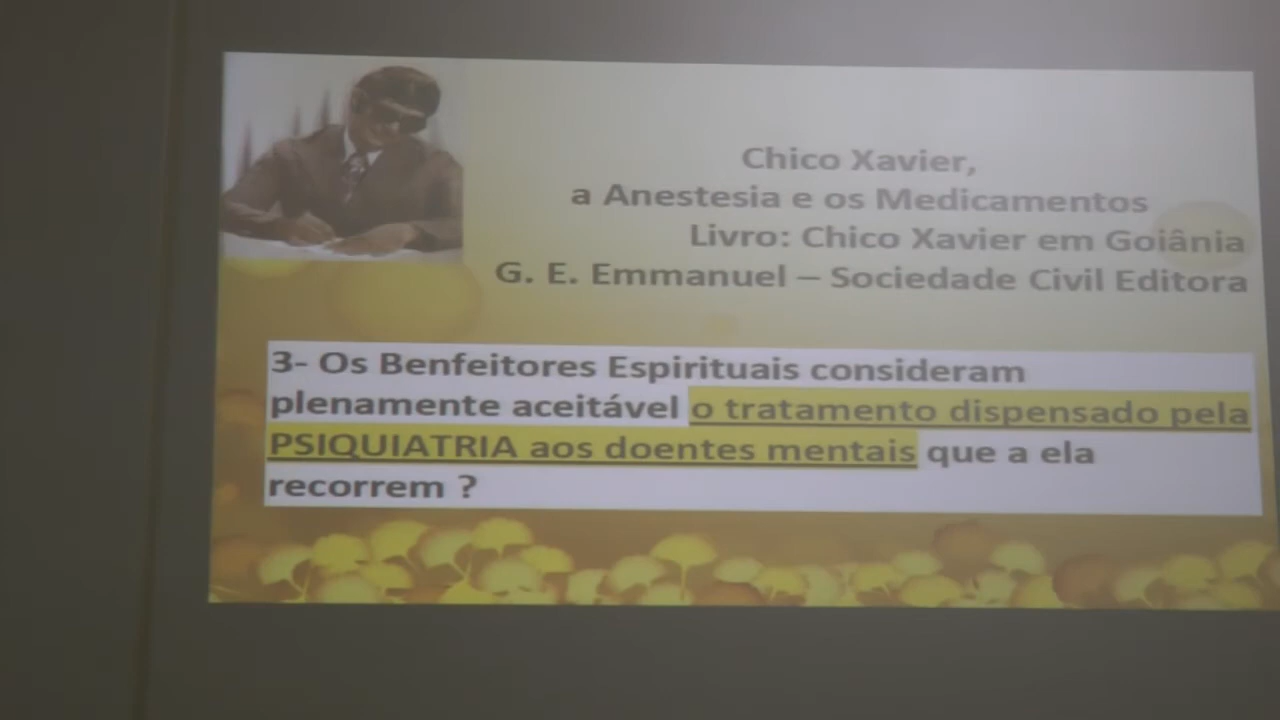 Chico Xavier,
a Anestesia e os Medicamentos
Livro: Chico Xavier em Goiânia
G. E. Emmanuel – Sociedade Civil Editora
3- Os Benfeitores Espirituais consideram
plenamente aceitável o tratamento dispensado pela
PSIQUIATRIA aos doentes mentais que a ela
recorrem ?